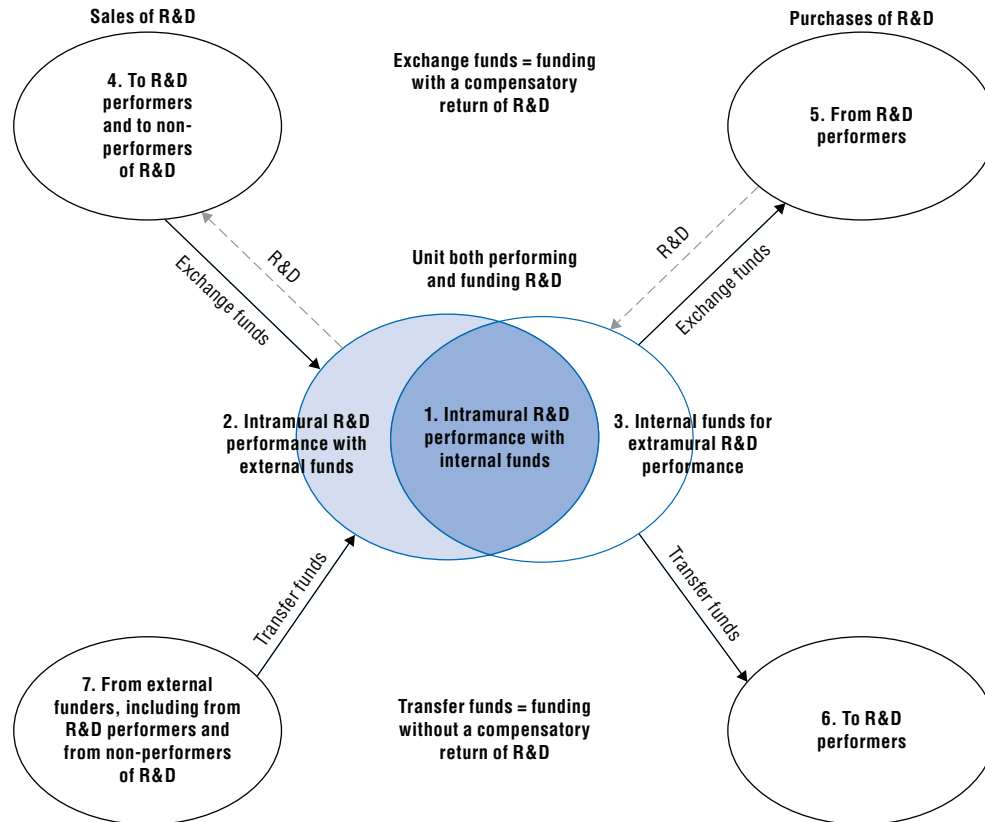 Sales of R&D
Purchases of R&D
4. To R&D
performers
and to non-
performers
of R&D
Exchange funds = funding
with a compensatory
return of R&D
5. From R&D
performers
R&D
Exchange funds
Unit both performing
and funding R&D
R&D
Exchange funds
2. Intramural R&D
performance with
external funds
1. Intramural R&D
performance with
internal funds
3. Internal funds for
extramural R&D
performance
Transfer funds
Transfer funds
7. From external
funders, including from
R&D performers and
from non-performers
of R&D
Transfer funds = funding
without a compensatory
return of R&D
6. To R&D
performers